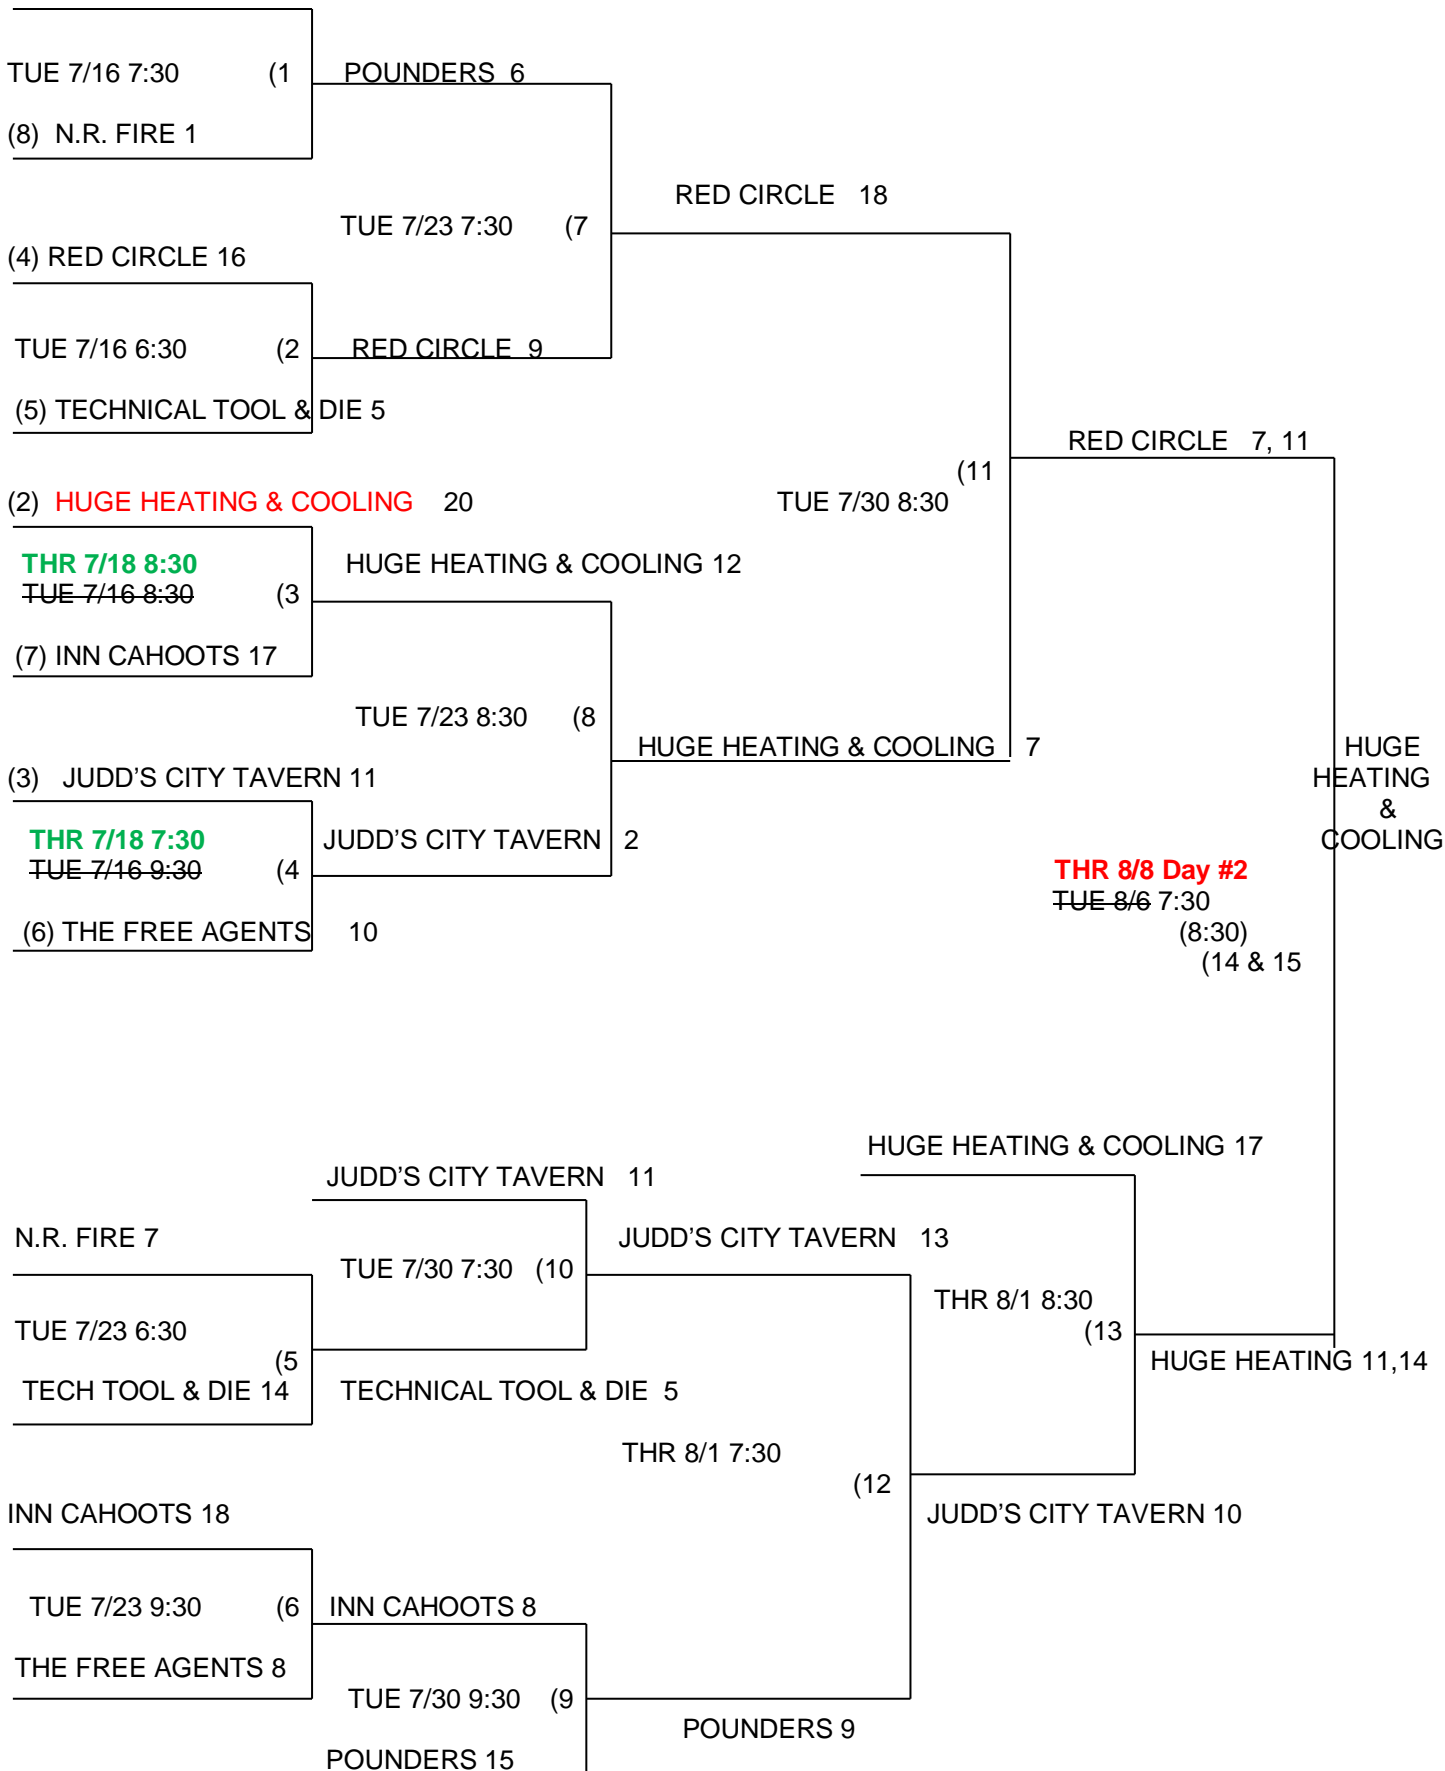 TUE 7/16 7:30 (1 POUNDERS 6
(8) N.R. FIRE 1
RED CIRCLE 18
TUE 7/23 7:30 (7
(4) RED CIRCLE 16
TUE 7/16 6:30 (2 RED CIRCLE 9
(5) TECHNICAL TOOL & DIE 5
RED CIRCLE 7, 11
(11
(2) HUGE HEATING & COOLING 20
TUE 7/30 8:30
THR 7/18 8:30
HUGE HEATING & COOLING 12
TUE 7/16 8:30 (3
(7) INN CAHOOTS 17
TUE 7/23 8:30 (8
HUGE HEATING & COOLING 7
HUGE
HEATING
&
COOLING
(3) JUDD'S CITY TAVERN 11
THR 7/18 7:30
JUDD'S CITY TAVERN 2
TUE 7/16 9:30 (4
THR 8/8 Day #2
TUE 8/6 7:30
(8:30)
(14 & 15
(6) THE FREE AGENTS 10
HUGE HEATING & COOLING 17
JUDD'S CITY TAVERN 11
N.R. FIRE 7
JUDD'S CITY TAVERN 13
TUE 7/30 7:30 (10
THR 8/1 8:30
(13
TUE 7/23 6:30
(5
HUGE HEATING 11,14
TECH TOOL & DIE 14
TECHNICAL TOOL & DIE 5
THR 8/1 7:30
(12
INN CAHOOTS 18
JUDD'S CITY TAVERN 10
TUE 7/23 9:30 (6 INN CAHOOTS 8
THE FREE AGENTS 8
TUE 7/30 9:30 (9
POUNDERS 9
POUNDERS 15